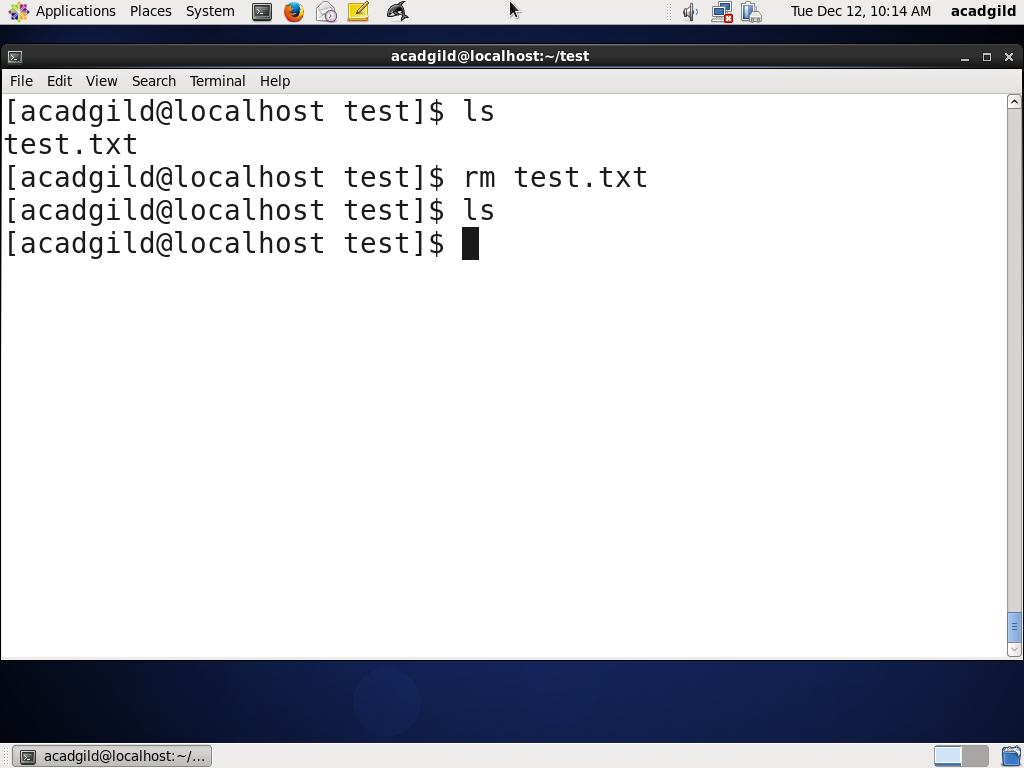 Applications Places System Tue Dec 12, 10:14 AM acadgild
acadgild@localhost:~/test
File Edit View Search Terminal Help
[acadgild@localhost test]$ ls
test.txt
[acadgild@localhost test]$ rm test.txt
[acadgild@localhost test]$ ls
[acadgild@localhost test]$
acadgild@localhost:~/...